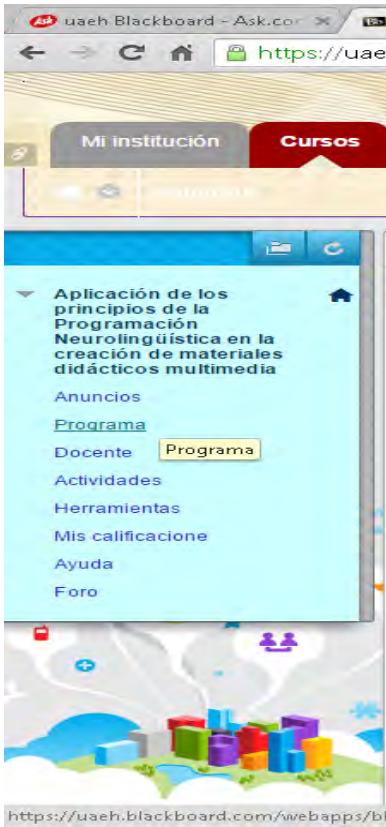 uaeh Blackboard - Ask.cor
https://uae
Mi institución
Cursos
Aplicación de los
principios de la
Programación
Neurolingüística en la
creación de materiales
didácticos multimedia
Anuncios
Programa
Docente
Programa
Actividades
Herramientas
Mis calificacione
Ayuda
Foro
https://uaeh.blackboard.com/webapps/bl